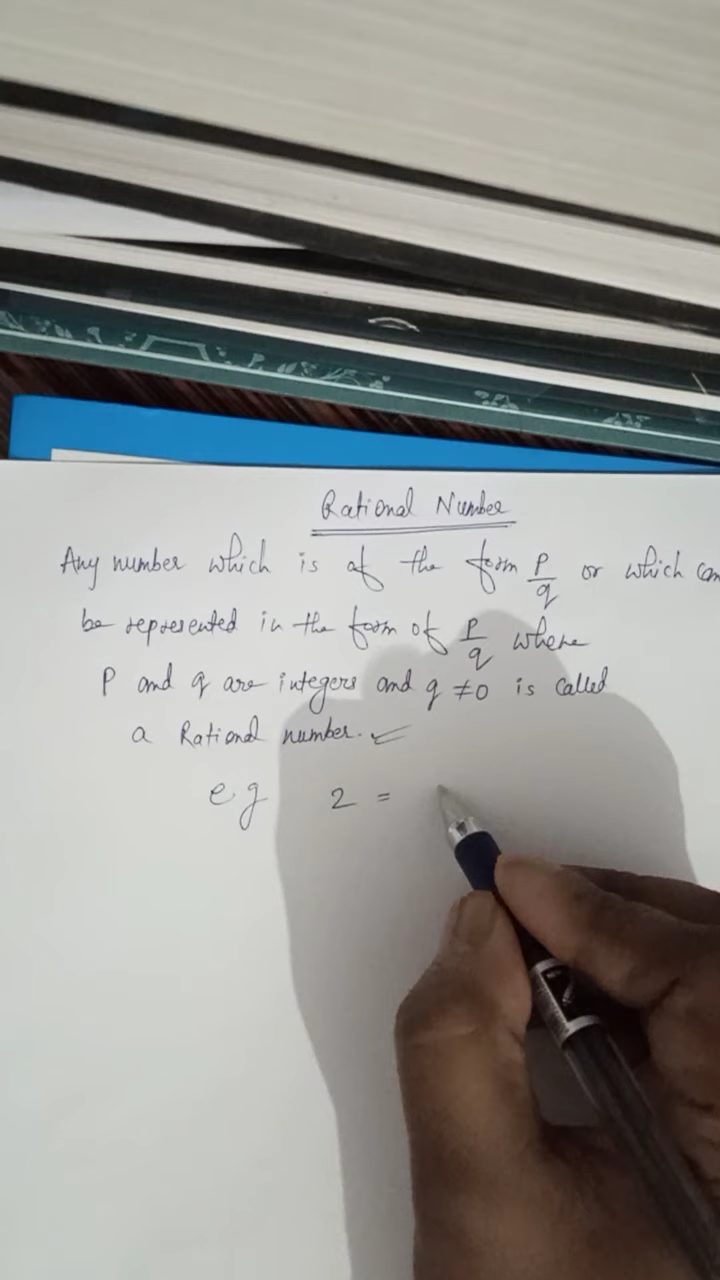 Rational Number
Any number which is of the form P/q or which can
be represented in the form of P/q where
P and q are integers and q ≠ 0 is called
a Rational number.
eg 2 =